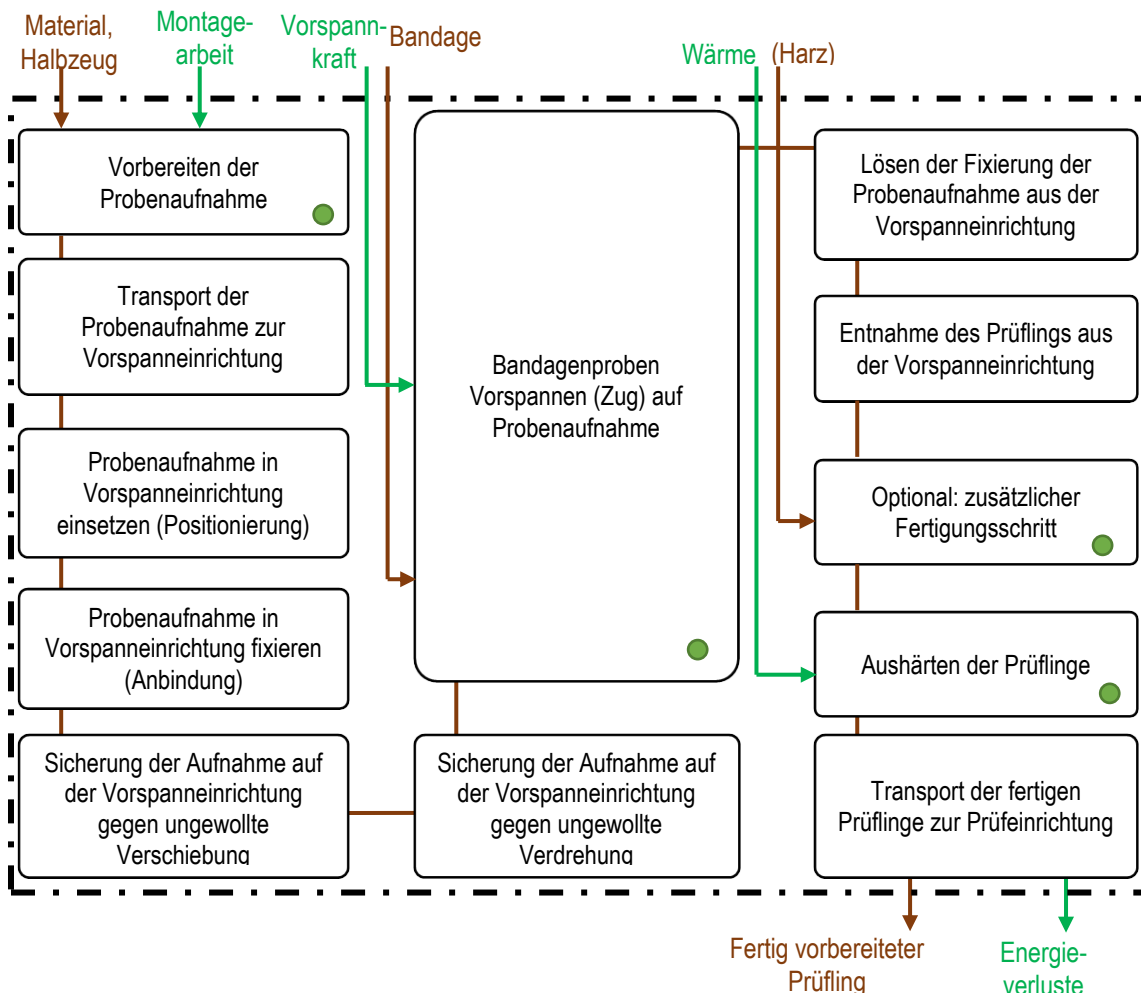 Material,
Halbzeug
Montage-
arbeit
Vorspann-
kraft
Bandage
Wärme
(Harz)
Vorbereiten der
Probenaufnahme
Transport der
Probenaufnahme zur
Vorspanneinrichtung
Probenaufnahme in
Vorspanneinrichtung
einsetzen (Positionierung)
Probenaufnahme in
Vorspanneinrichtung fixieren
(Anbindung)
Sicherung der Aufnahme auf
der Vorspanneinrichtung
gegen ungewollte
Verschiebung
Sicherung der Aufnahme auf
der Vorspanneinrichtung
gegen ungewollte
Verdrehung
Bandagenproben
Vorspannen (Zug) auf
Probenaufnahme
Lösen der Fixierung der
Probenaufnahme aus der
Vorspanneinrichtung
Entnahme des Prüflings aus
der Vorspanneinrichtung
Optional: zusätzlicher
Fertigungsschritt
Aushärten der Prüflinge
Transport der fertigen
Prüflinge zur Prüfeinrichtung
Fertig vorbereiteter
Prüfling
Energie-
verluste